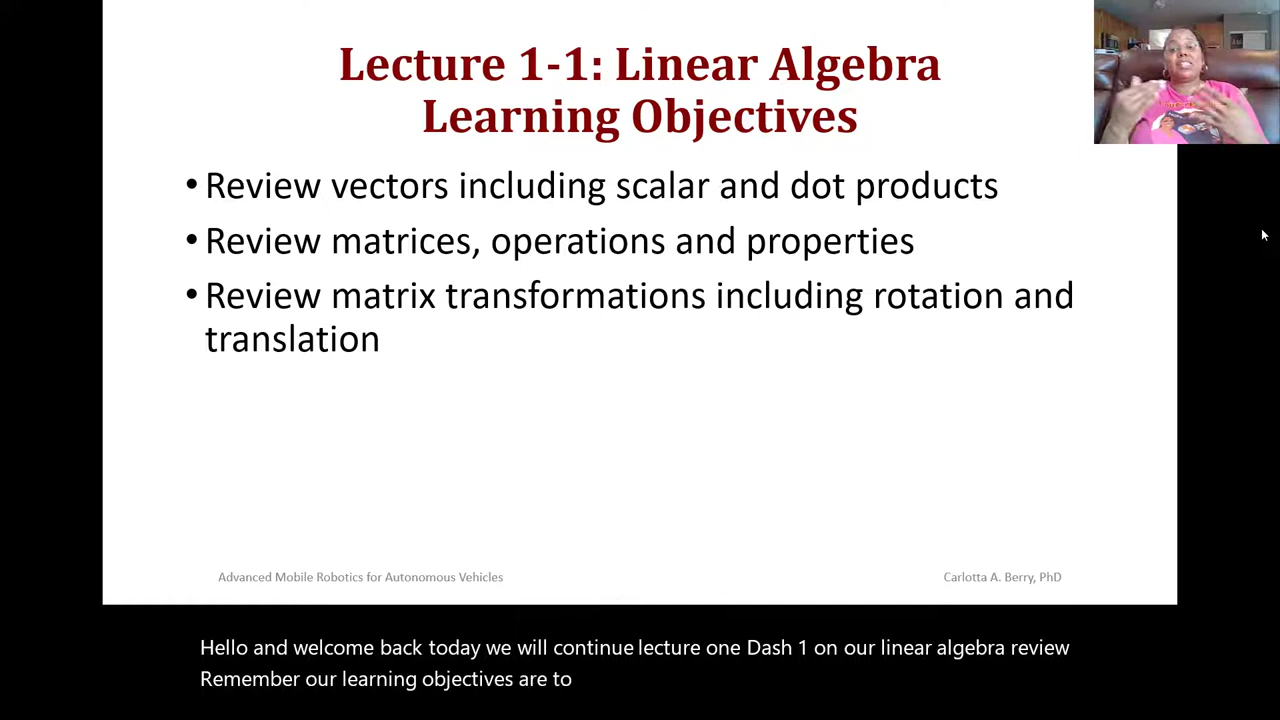 Lecture 1-1: Linear Algebra
Learning Objectives
• Review vectors including scalar and dot products
• Review matrices, operations and properties
• Review matrix transformations including rotation and
translation
Advanced Mobile Robotics for Autonomous Vehicles
Carlotta A. Berry, PhD
Hello and welcome back today we will continue lecture one Dash 1 on our linear algebra review
Remember our learning objectives are to